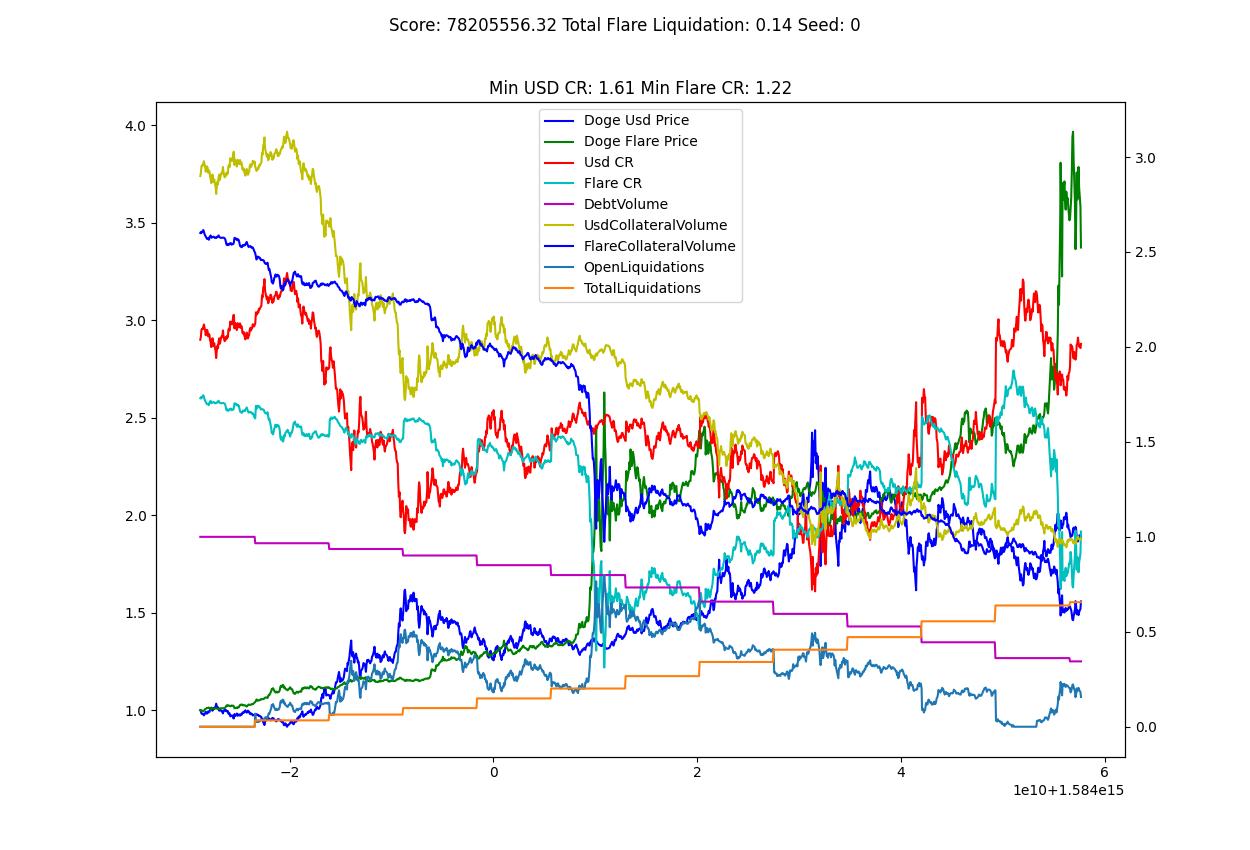 Score: 78205556.32 Total Flare Liquidation: 0.14 Seed: 0
Min USD CR: 1.61 Min Flare CR: 1.22
4.0
3.5
3.0
2.5
2.0
1.5
1.0
Doge Usd Price
Doge Flare Price
Usd CR
Flare CR
DebtVolume
UsdCollateralVolume
FlareCollateralVolume
OpenLiquidations
TotalLiquidations
3.0
2.5
2.0
1.5
1.0
0.5
0.0
−2 0 2 4 6
1e10+1.584e15